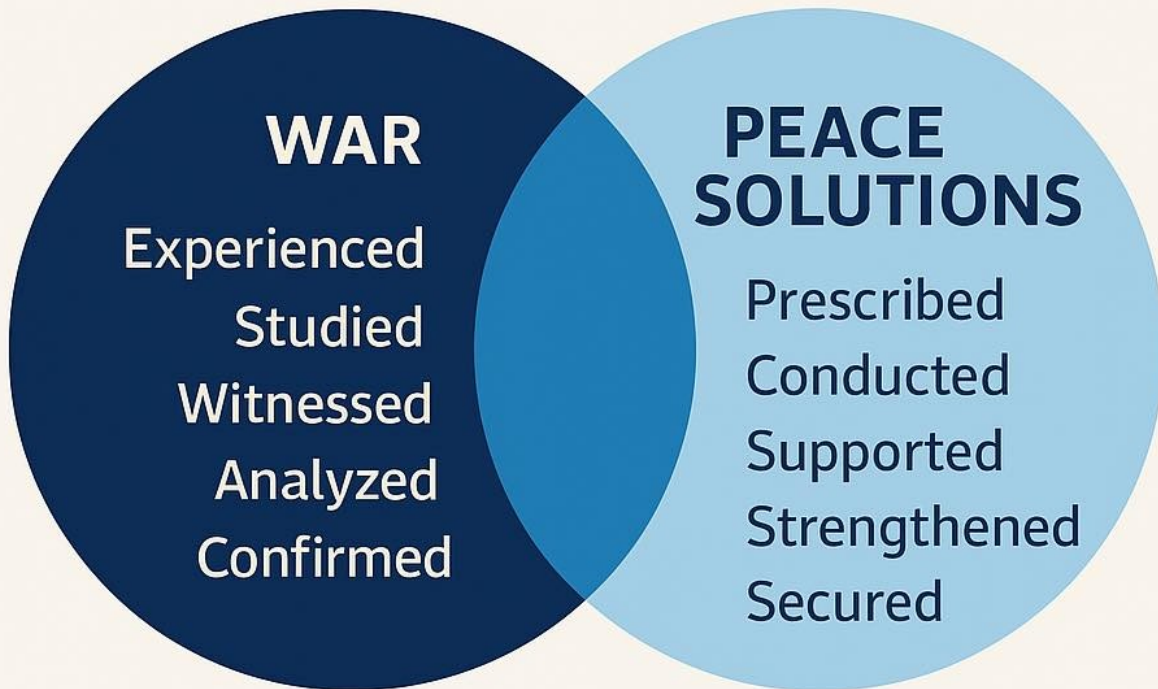 WAR
Experienced
Studied
Witnessed
Analyzed
Confirmed
PEACE
SOLUTIONS
Prescribed
Conducted
Supported
Strengthened
Secured